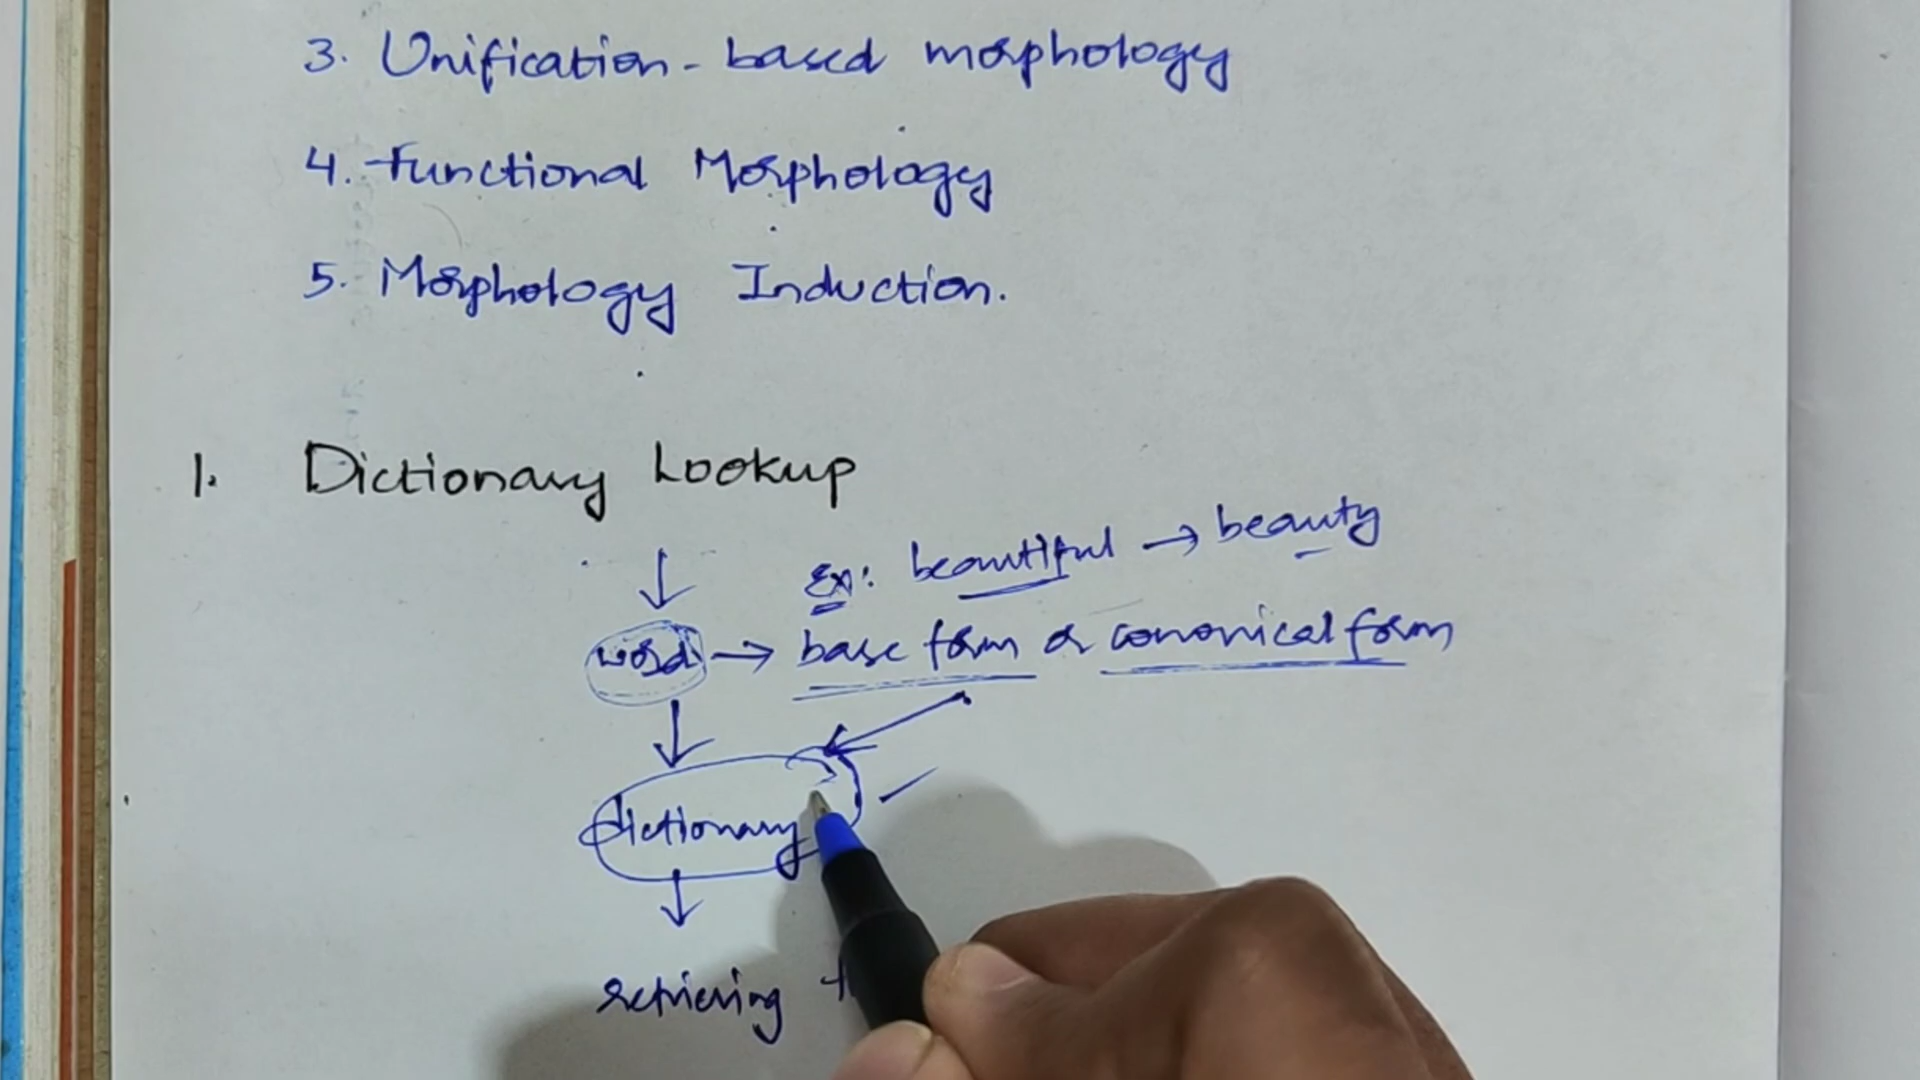 3. Unification-based morphology
4. Functional Morphology
5. Morphology Induction.
1. Dictionary Lookup
Ex: beautiful → beauty
word → base form or cononical form
dictionary
retrieving